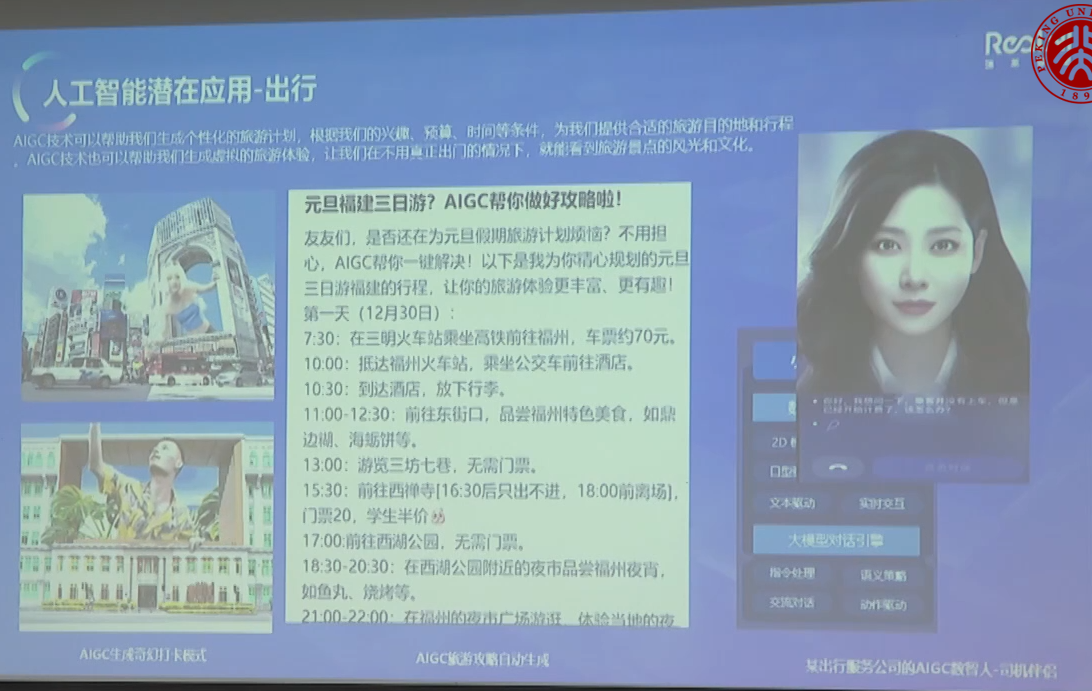 人工智能潜在应用-出行
AIGC技术可以帮助我们生成个性化的旅游计划，根据我们的兴趣、预算、时间等条件，为我们提供合适的旅游目的地和行程
。AIGC技术也可以帮助我们生成虚拟的旅游体验，让我们在不用真正出门的情况下，就能看到旅游景点的风光和文化。
元旦福建三日游？AIGC帮你做好攻略啦！
友友们，是否还在为元旦假期旅游计划烦恼？不用担
心，AIGC帮你一键解决！以下是我为你精心规划的元旦
三日游福建的行程，让你的旅游体验更丰富、更有趣！
第一天（12月30日）：
7:30：在三明火车站乘坐高铁前往福州，车票约70元。
10:00：抵达福州火车站，乘坐公交车前往酒店。
10:30：到达酒店，放下行李。
11:00-12:30：前往东街口，品尝福州特色美食，如鼎
边糊、海蛎饼等。
13:00：游览三坊七巷，无需门票。
15:30：前往西禅寺[16:30后只出不进，18:00前离场]，
门票20，学生半价
17:00:前往西湖公园，无需门票。
18:30-20:30：在西湖公园附近的夜市品尝福州夜宵，
如鱼丸、烧烤等。
21:00-22:00：在福州的夜市广场游逛，体验当地的夜
文本驱动
实时交互
大模型对话引擎
指令处理
语义策略
交流对话
动作驱动
AIGC生成奇幻打卡模式
AIGC旅游攻略自动生成
某出行服务公司的AIGC数智人-司机伴侣
PEKING UNI
189